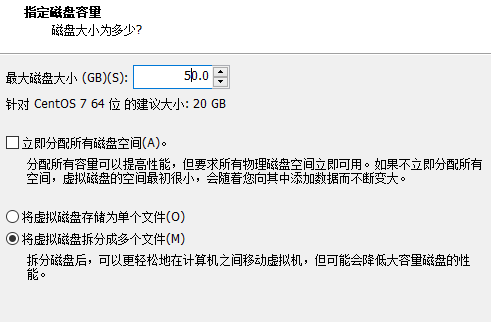 指定磁盘容量
磁盘大小为多少?
最大磁盘大小 (GB)(S): 50.0
针对 CentOS 7 64 位 的建议大小: 20 GB
立即分配所有磁盘空间(A)。
分配所有容量可以提高性能，但要求所有物理磁盘空间立即可用。如果不立即分配所有
空间，虚拟磁盘的空间最初很小，会随着您向其中添加数据而不断变大。
将虚拟磁盘存储为单个文件(O)
将虚拟磁盘拆分成多个文件(M)
拆分磁盘后，可以更轻松地在计算机之间移动虚拟机，但可能会降低大容量磁盘的性
能。